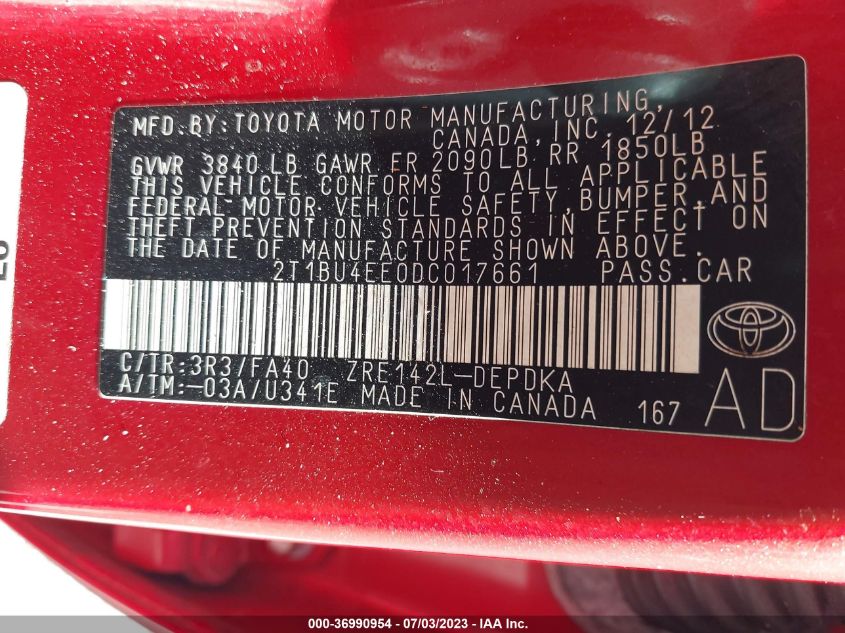 MFD.BY:TOYOTA MOTOR MANUFACTURING,
CANADA,INC. 12/12
GVWR 3840 LB GAWR FR 2090LB RR 1850LB
THIS VEHICLE CONFORMS TO ALL APPLICABLE
FEDERAL MOTOR VEHICLE SAFETY,BUMPER,AND
THEFT PREVENTION STANDARDS IN EFFECT ON
THE DATE OF MANUFACTURE SHOWN ABOVE.
2T1BU4EE0DC017661 PASS.CAR
C/TR:3R3/FA40 ZRE142L-DEPDKA
A/TM:-03A/U341E MADE IN CANADA 167
AD
000-36990954 / 07/03/2023 - IAA Inc.